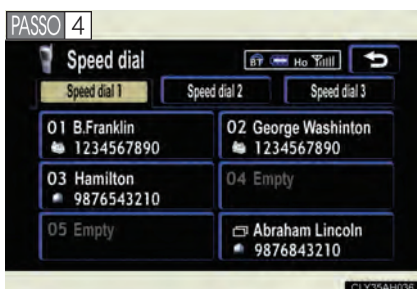 PASSO 4
Speed dial
BT Ho
Speed dial 1 Speed dial 2 Speed dial 3
01 B.Franklin
1234567890
02 George Washinton
1234567890
03 Hamilton
9876543210
04 Empty
05 Empty
Abraham Lincoln
9876843210
CLY35AH036